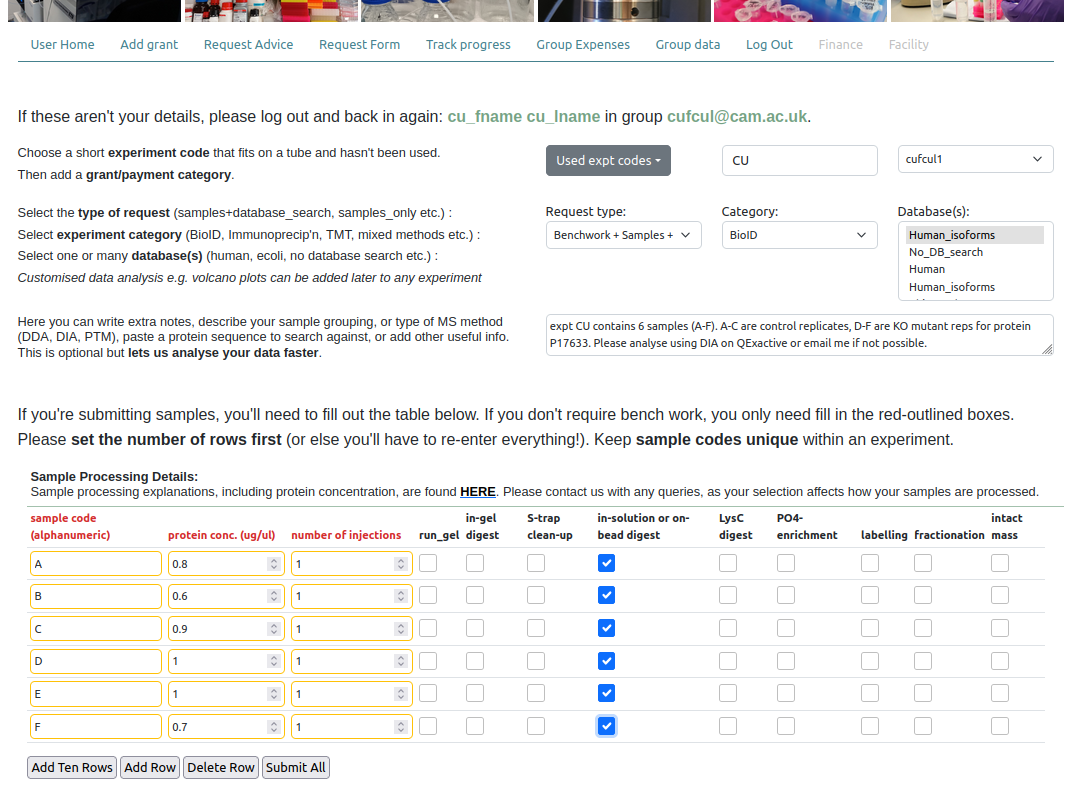 User Home Add grant Request Advice Request Form Track progress Group Expenses Group data Log Out Finance Facility
If these aren't your details, please log out and back in again: cu_fname cu_lname in group cufcul@cam.ac.uk.
Choose a short experiment code that fits on a tube and hasn't been used.
Then add a grant/payment category.
Used expt codes CU cufcul1
Select the type of request (samples+database_search, samples_only etc.) :
Select experiment category (BioID, Immunoprecip'n, TMT, mixed methods etc.) :
Select one or many database(s) (human, ecoli, no database search etc.) :
Customised data analysis e.g. volcano plots can be added later to any experiment
Request type: Category: Database(s):
Benchwork + Samples + BioID
Human_isoforms
No_DB_search
Human
Human_isoforms
Here you can write extra notes, describe your sample grouping, or type of MS method
(DDA, DIA, PTM), paste a protein sequence to search against, or add other useful info.
This is optional but lets us analyse your data faster.
expt CU contains 6 samples (A-F). A-C are control replicates, D-F are KO mutant reps for protein
P17633. Please analyse using DIA on QExactive or email me if not possible.
If you're submitting samples, you'll need to fill out the table below. If you don't require bench work, you only need fill in the red-outlined boxes.
Please set the number of rows first (or else you'll have to re-enter everything!). Keep sample codes unique within an experiment.
Sample Processing Details:
Sample processing explanations, including protein concentration, are found HERE. Please contact us with any queries, as your selection affects how your samples are processed.
sample code in-gel S-trap in-solution or on- LysC PO4- intact
(alphanumeric) protein conc. (ug/ul) number of injections run_gel digest clean-up bead digest digest enrichment labelling fractionation mass
A 0.8 1
B 0.6 1
C 0.9 1
D 1 1
E 1 1
F 0.7 1
Add Ten Rows Add Row Delete Row Submit All